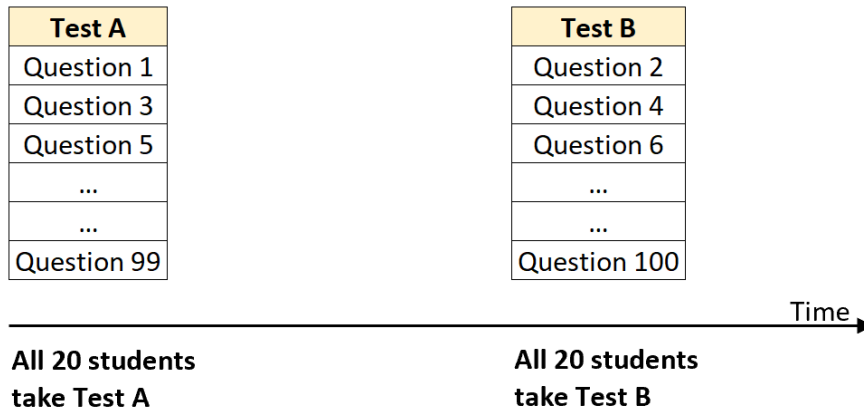 Test A
Question 1
Question 3
Question 5
...
...
Question 99
Test B
Question 2
Question 4
Question 6
...
...
Question 100
Time
All 20 students
take Test A
All 20 students
take Test B